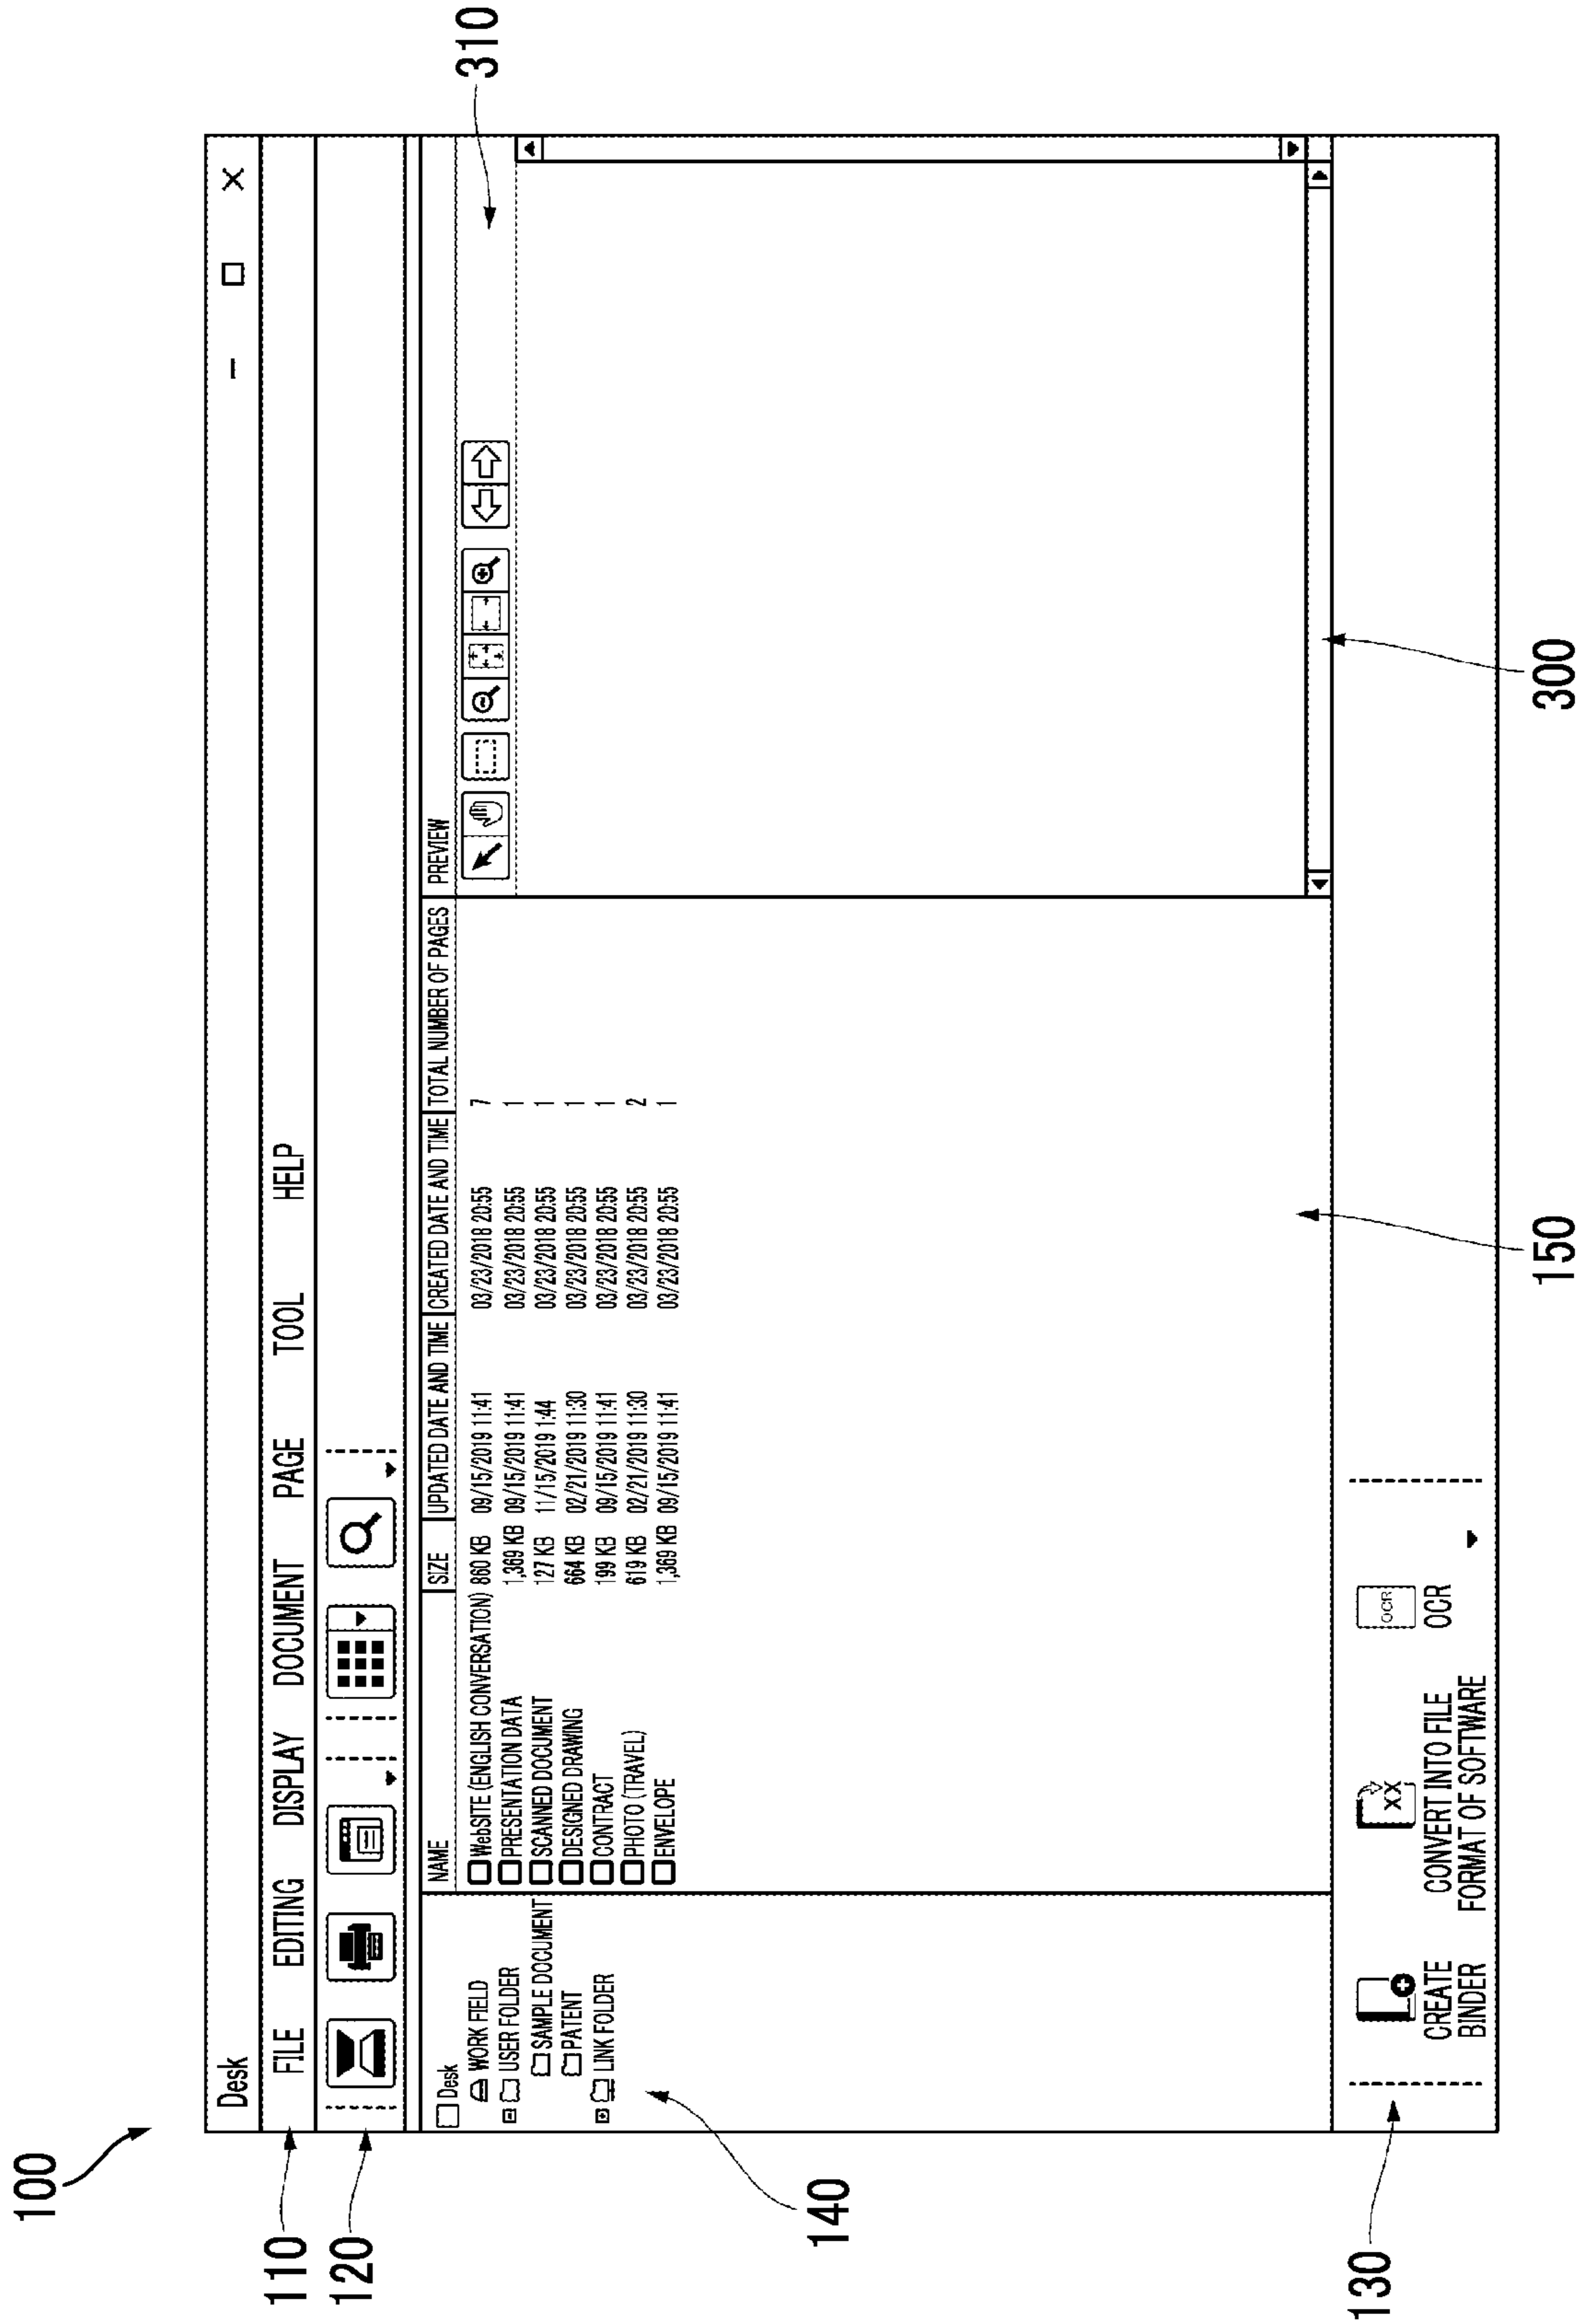 100
310
Desk
110
FILE EDITING DISPLAY DOCUMENT PAGE TOOL HELP
120
Desk
WORK FIELD
USER FOLDER
SAMPLE DOCUMENT
PATENT
LINK FOLDER
140
NAME SIZE UPDATED DATE AND TIME CREATED DATE AND TIME TOTAL NUMBER OF PAGES
WebSITE (ENGLISH CONVERSATION) 860 KB 09/15/2019 11:41 03/23/2018 20:55 7
PRESENTATION DATA 1,369 KB 09/15/2019 11:41 03/23/2018 20:55 1
SCANNED DOCUMENT 127 KB 11/15/2019 1:44 03/23/2018 20:55 1
DESIGNED DRAWING 664 KB 02/21/2019 11:30 03/23/2018 20:55 1
CONTRACT 199 KB 09/15/2019 11:41 03/23/2018 20:55 1
PHOTO (TRAVEL) 619 KB 02/21/2019 11:30 03/23/2018 20:55 2
ENVELOPE 1,369 KB 09/15/2019 11:41 03/23/2018 20:55 1
PREVIEW
130
CREATE
BINDER
XX
CONVERT INTO FILE
FORMAT OF SOFTWARE
OCR
OCR
150
300